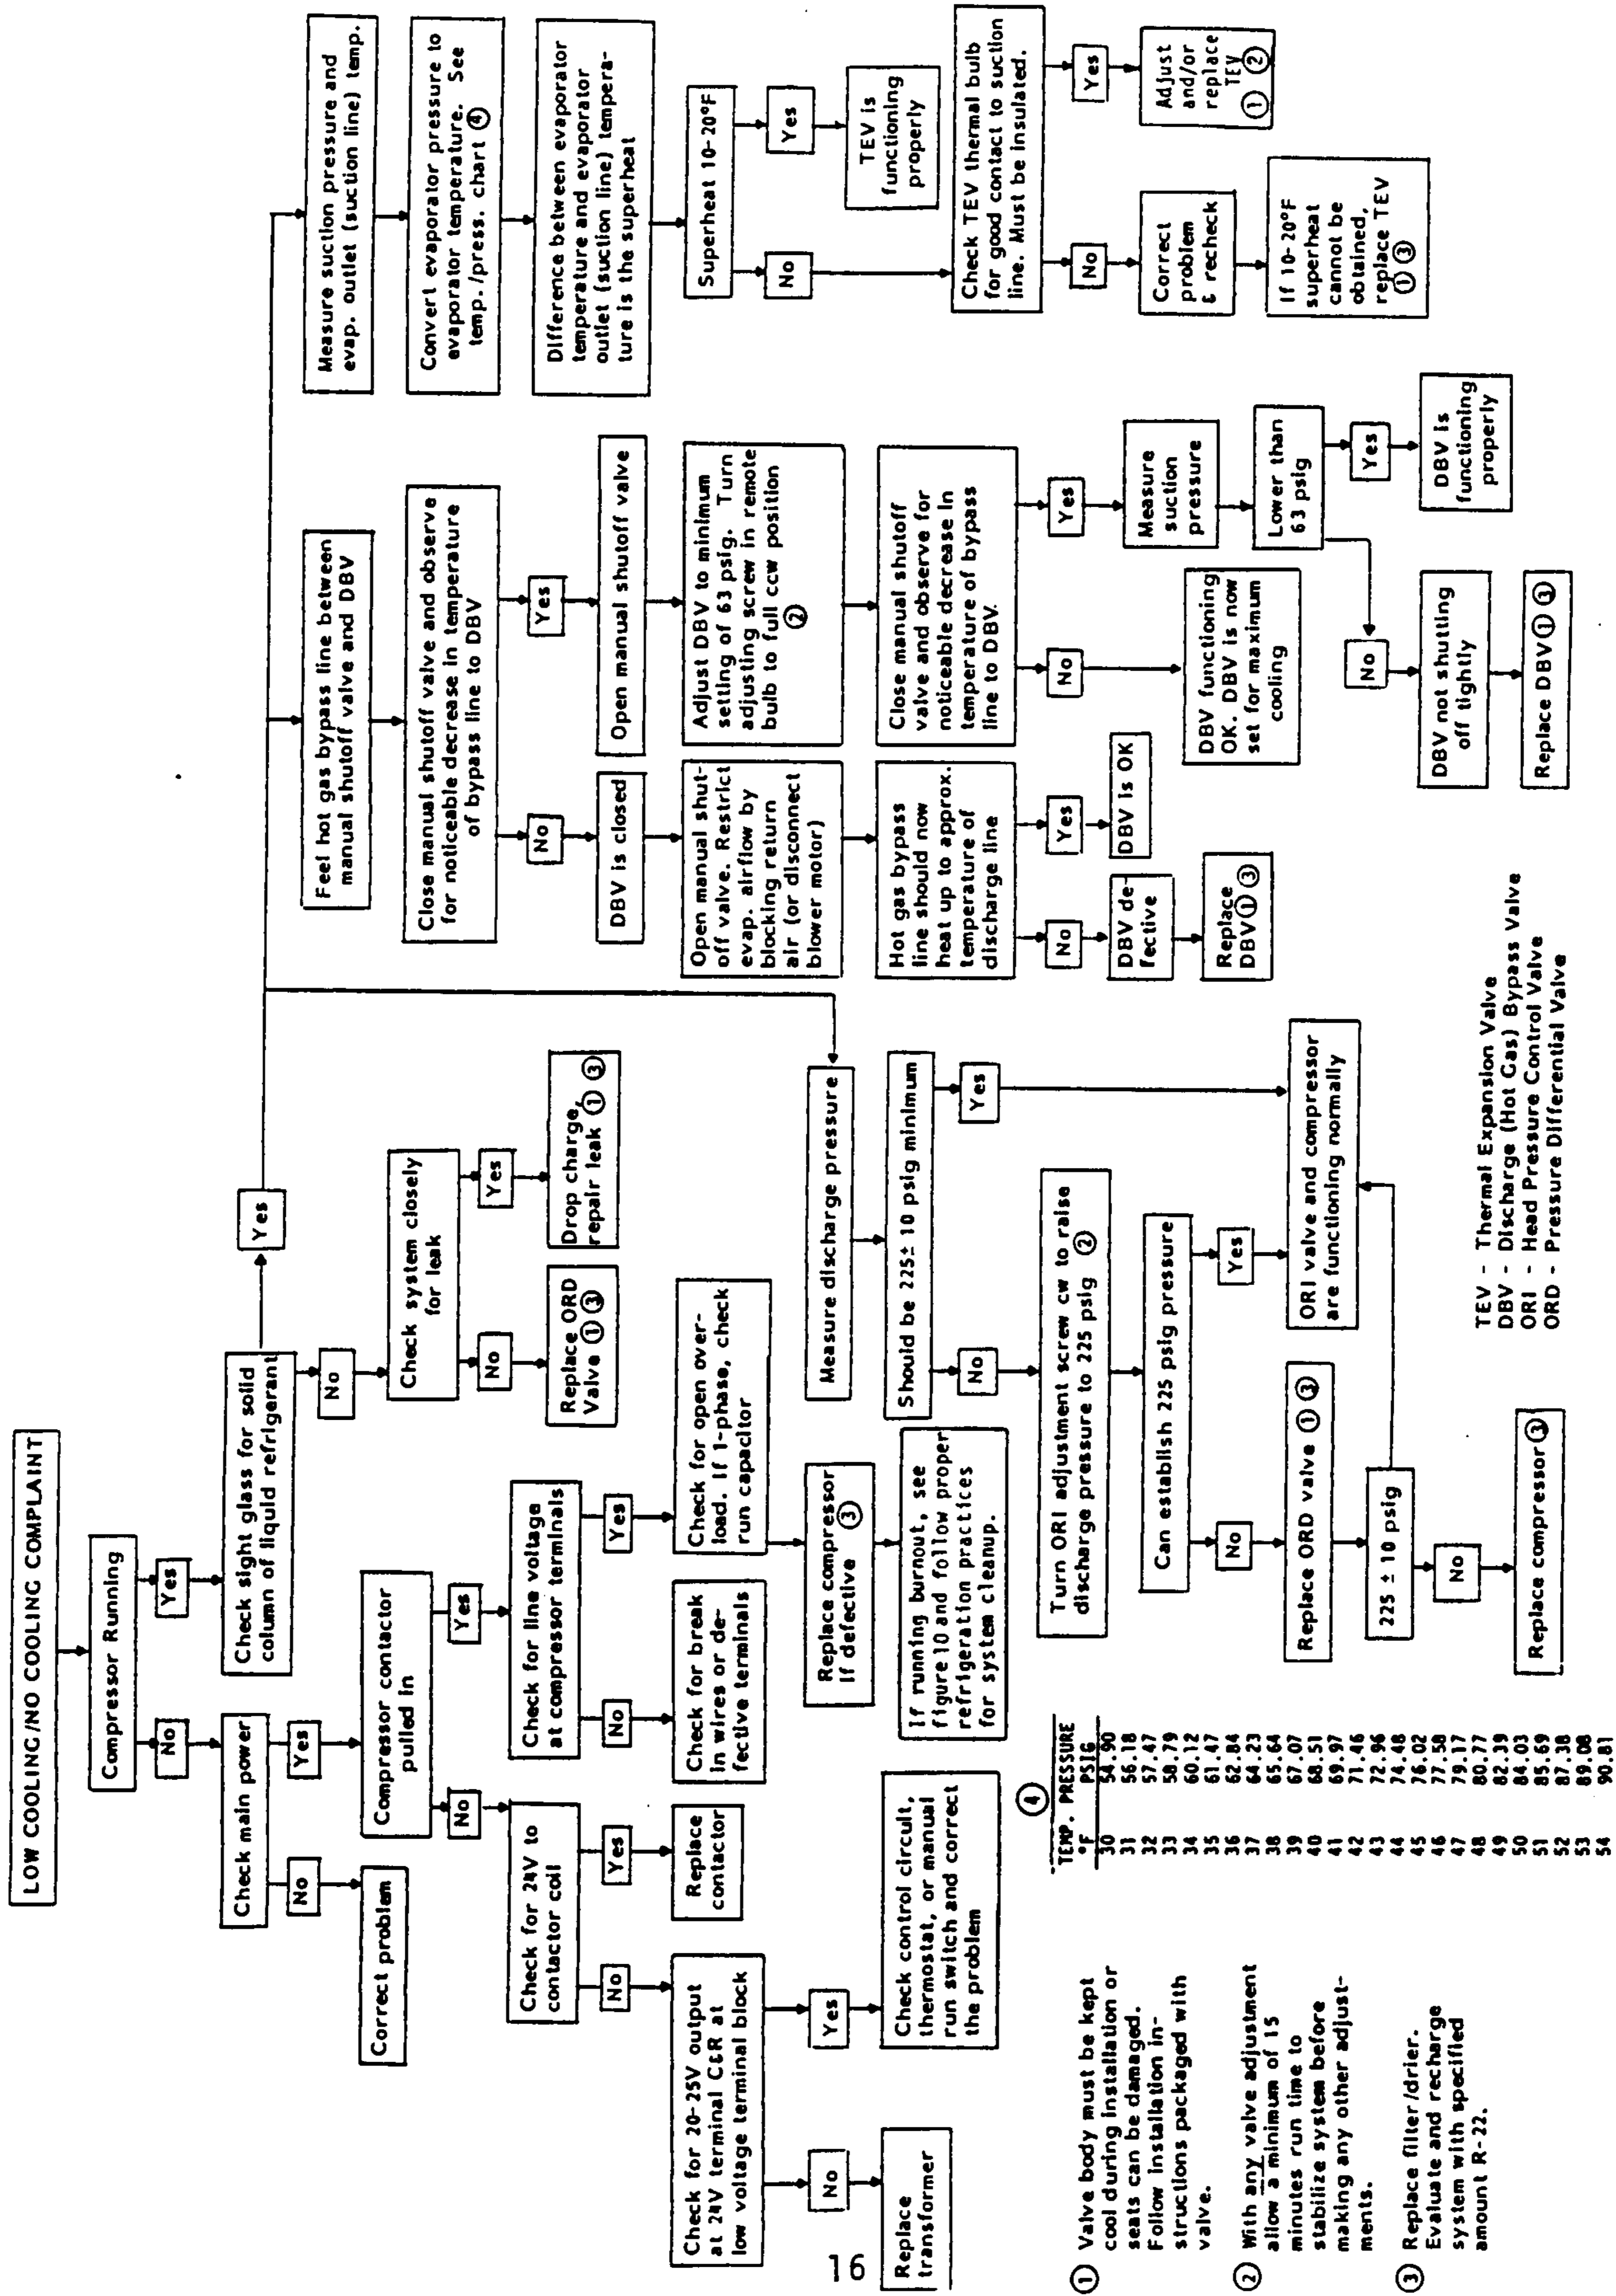 LOW COOLING/NO COOLING COMPLAINT
Compressor Running
No
Yes
Check main power
No
Yes
Correct problem
Compressor contactor
pulled in
No
Yes
Check for 24V to
contactor coil
No
Yes
Replace
contactor
Check for 20-25V output
at 24V terminal C&R at
low voltage terminal block
No
Yes
Replace
transformer
Check control circuit,
thermostat, or manual
run switch and correct
the problem
Check for line voltage
at compressor terminals
No
Yes
Check for break
in wires or de-
fective terminals
Check for open over-
load. If 1-phase, check
run capacitor
Replace compressor
if defective ③
If running burnout, see
figure 10 and follow proper
refrigeration practices
for system cleanup.
Check sight glass for solid
column of liquid refrigerant
No
Yes
Check system closely
for leak
No
Yes
Replace ORD
Valve ① ③
Drop charge,
repair leak ① ③
Measure discharge pressure
Should be 225± 10 psig minimum
No
Yes
Turn ORI adjustment screw cw to raise
discharge pressure to 225 psig ②
Can establish 225 psig pressure
No
Yes
Replace ORD valve ① ③
225 ± 10 psig
No
Replace compressor ③
ORI valve and compressor
are functioning normally
Feel hot gas bypass line between
manual shutoff valve and DBV
Close manual shutoff valve and observe
for noticeable decrease in temperature
of bypass line to DBV
No
Yes
DBV is closed
Open manual shut-
off valve. Restrict
evap. airflow by
blocking return
air (or disconnect
blower motor)
Hot gas bypass
line should now
heat up to approx.
temperature of
discharge line
No
Yes
DBV de-
fective
Replace
DBV ① ③
DBV is OK
Open manual shutoff valve
Adjust DBV to minimum
setting of 63 psig. Turn
adjusting screw in remote
bulb to full ccw position
②
Close manual shutoff
valve and observe for
noticeable decrease in
temperature of bypass
line to DBV.
No
Yes
DBV functioning
OK. DBV is now
set for maximum
cooling
Measure
suction
pressure
Lower than
63 psig
No
Yes
DBV not shutting
off tightly
Replace DBV ① ③
DBV is
functioning
properly
Measure suction pressure and
evap. outlet (suction line) temp.
Convert evaporator pressure to
evaporator temperature. See
temp./press. chart ④
Difference between evaporator
temperature and evaporator
outlet (suction line) tempera-
ture is the superheat
Superheat 10-20°F
No
Yes
TEV is
functioning
properly
Check TEV thermal bulb
for good contact to suction
line. Must be insulated.
No
Yes
Correct
problem
& recheck
If 10-20°F
superheat
cannot be
obtained,
replace TEV
① ③
Adjust
and/or
replace
TEV
① ②
① Valve body must be kept
cool during installation or
seats can be damaged.
Follow installation in-
structions packaged with
valve.
② With any valve adjustment
allow a minimum of 15
minutes run time to
stabilize system before
making any other adjust-
ments.
③ Replace filter/drier.
Evaluate and recharge
system with specified
amount R-22.
④
TEMP. PRESSURE
°F PSIG
30 54.90
31 56.18
32 57.47
33 58.79
34 60.12
35 61.47
36 62.84
37 64.23
38 65.64
39 67.07
40 68.51
41 69.97
42 71.46
43 72.96
44 74.48
45 76.02
46 77.58
47 79.17
48 80.77
49 82.39
50 84.03
51 85.69
52 87.38
53 89.08
54 90.81
TEV - Thermal Expansion Valve
DBV - Discharge (Hot Gas) Bypass Valve
ORI - Head Pressure Control Valve
ORD - Pressure Differential Valve
16